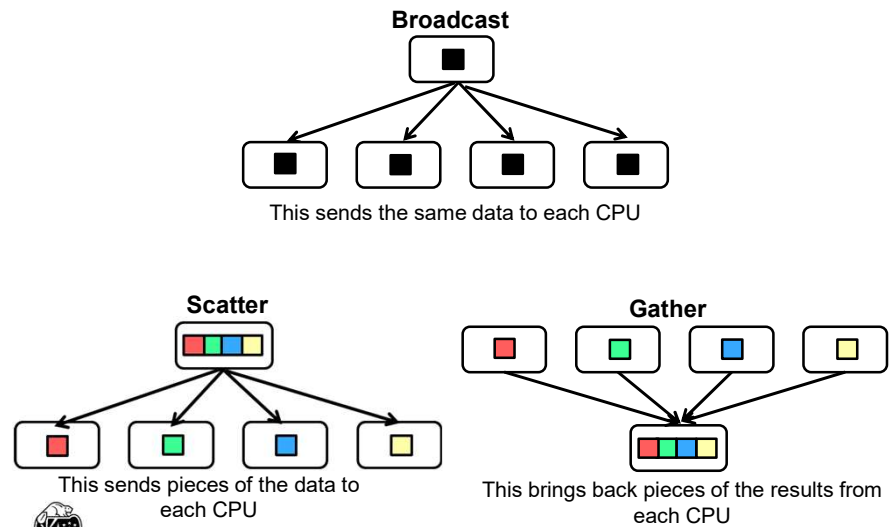 Broadcast
This sends the same data to each CPU
Scatter
This sends pieces of the data to
each CPU
Gather
This brings back pieces of the results from
each CPU